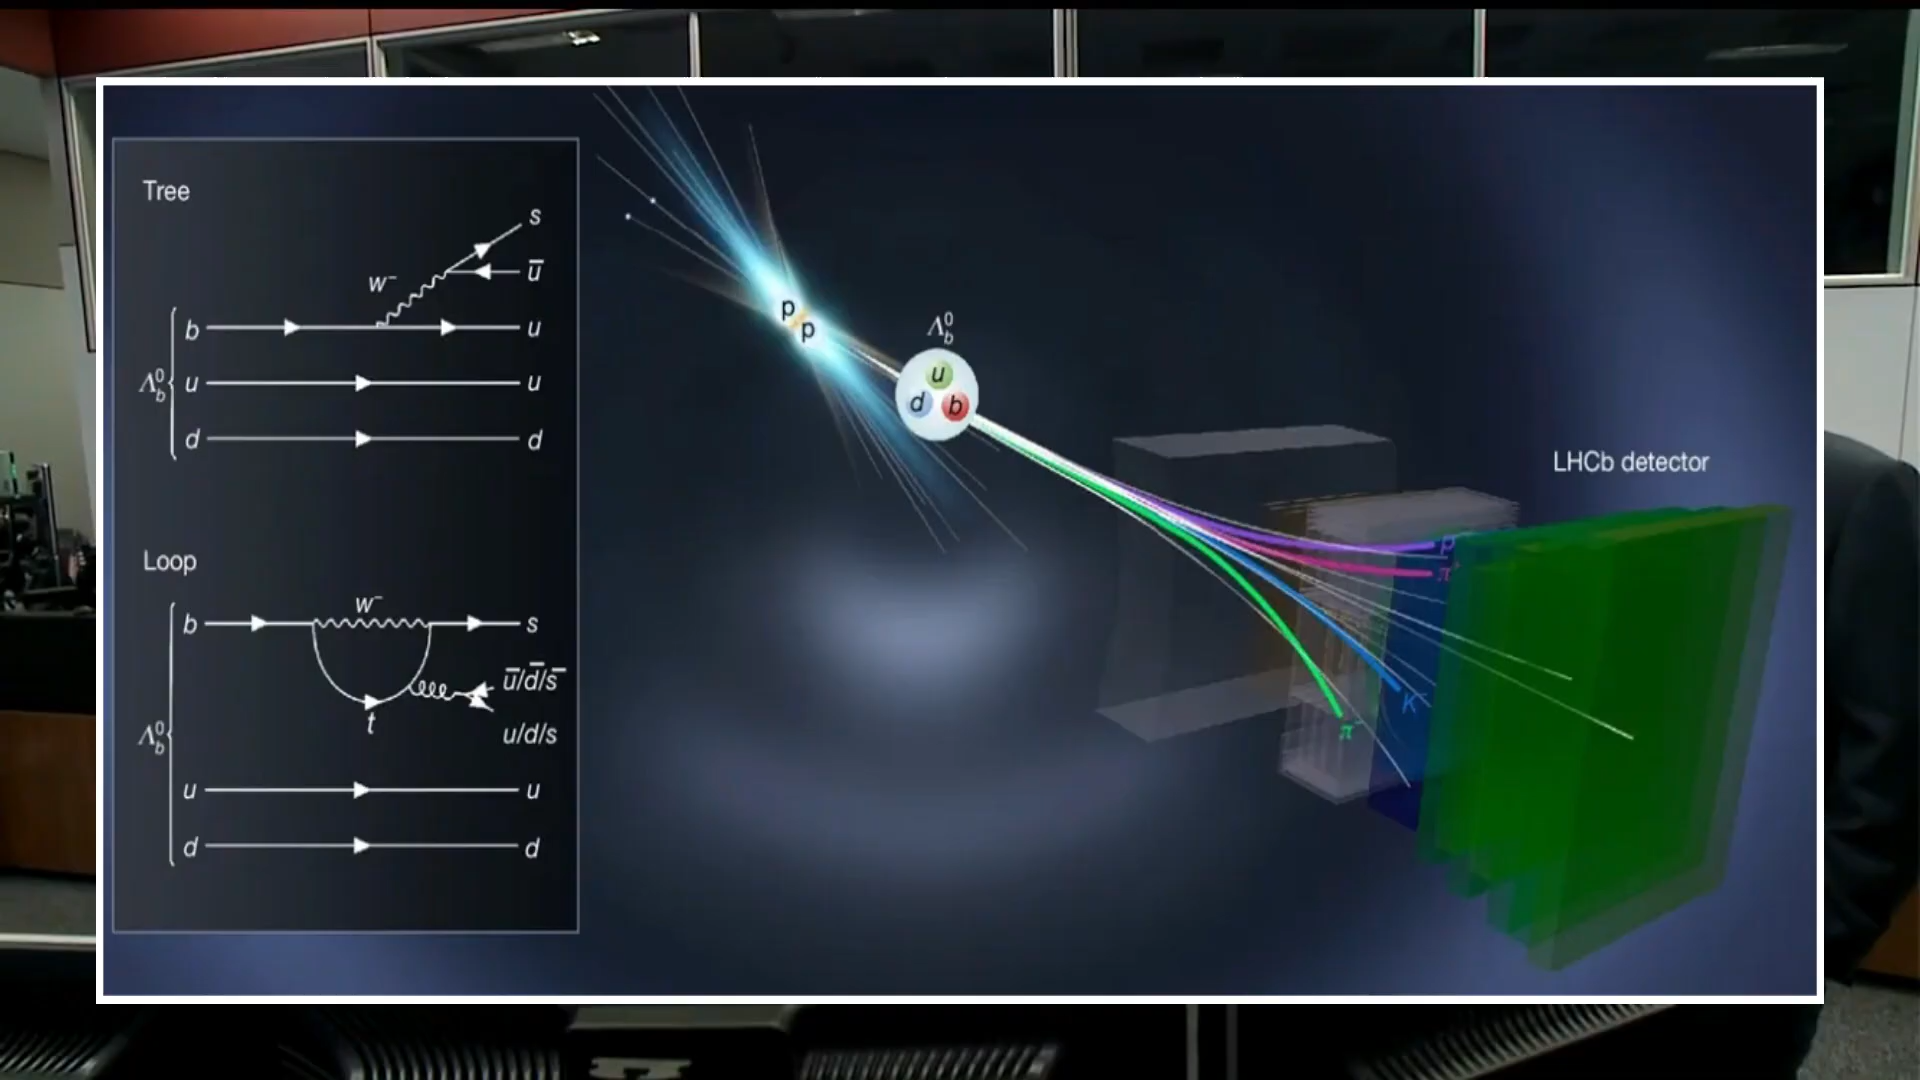 Tree
s
w⁻
u̅
b u
Λ⁰b u u
d d
Loop
w⁻
b s
u̅/d̅/s̅
t
u/d/s
Λ⁰b
u u
d d
p
p
Λ⁰b
u
d b
LHCb detector
p
π⁺
K⁻
π⁻